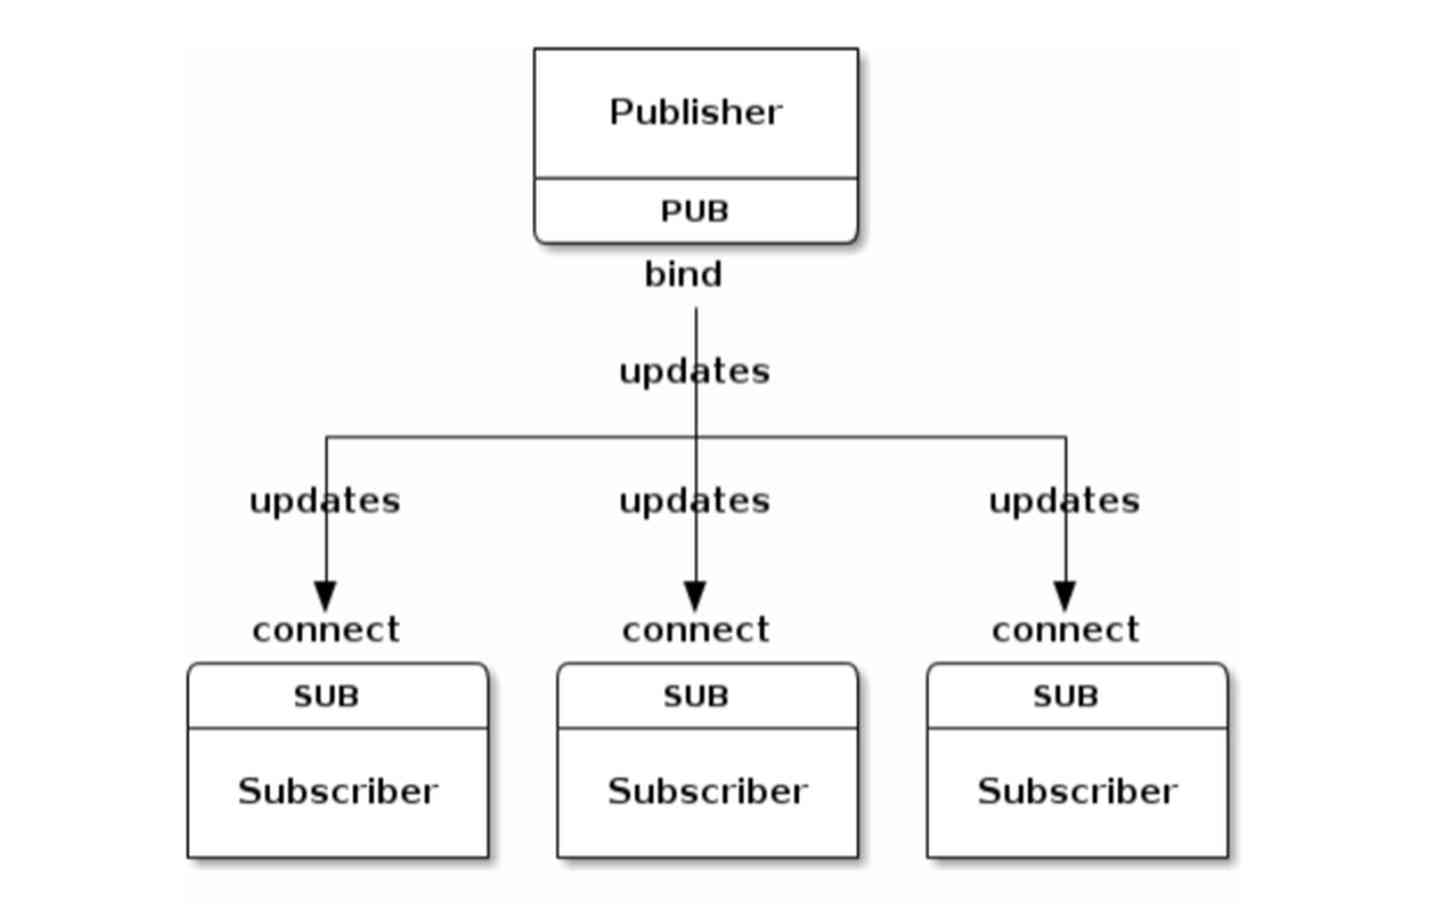 Publisher
PUB
bind
updates
updates updates updates
connect connect connect
SUB SUB SUB
Subscriber Subscriber Subscriber